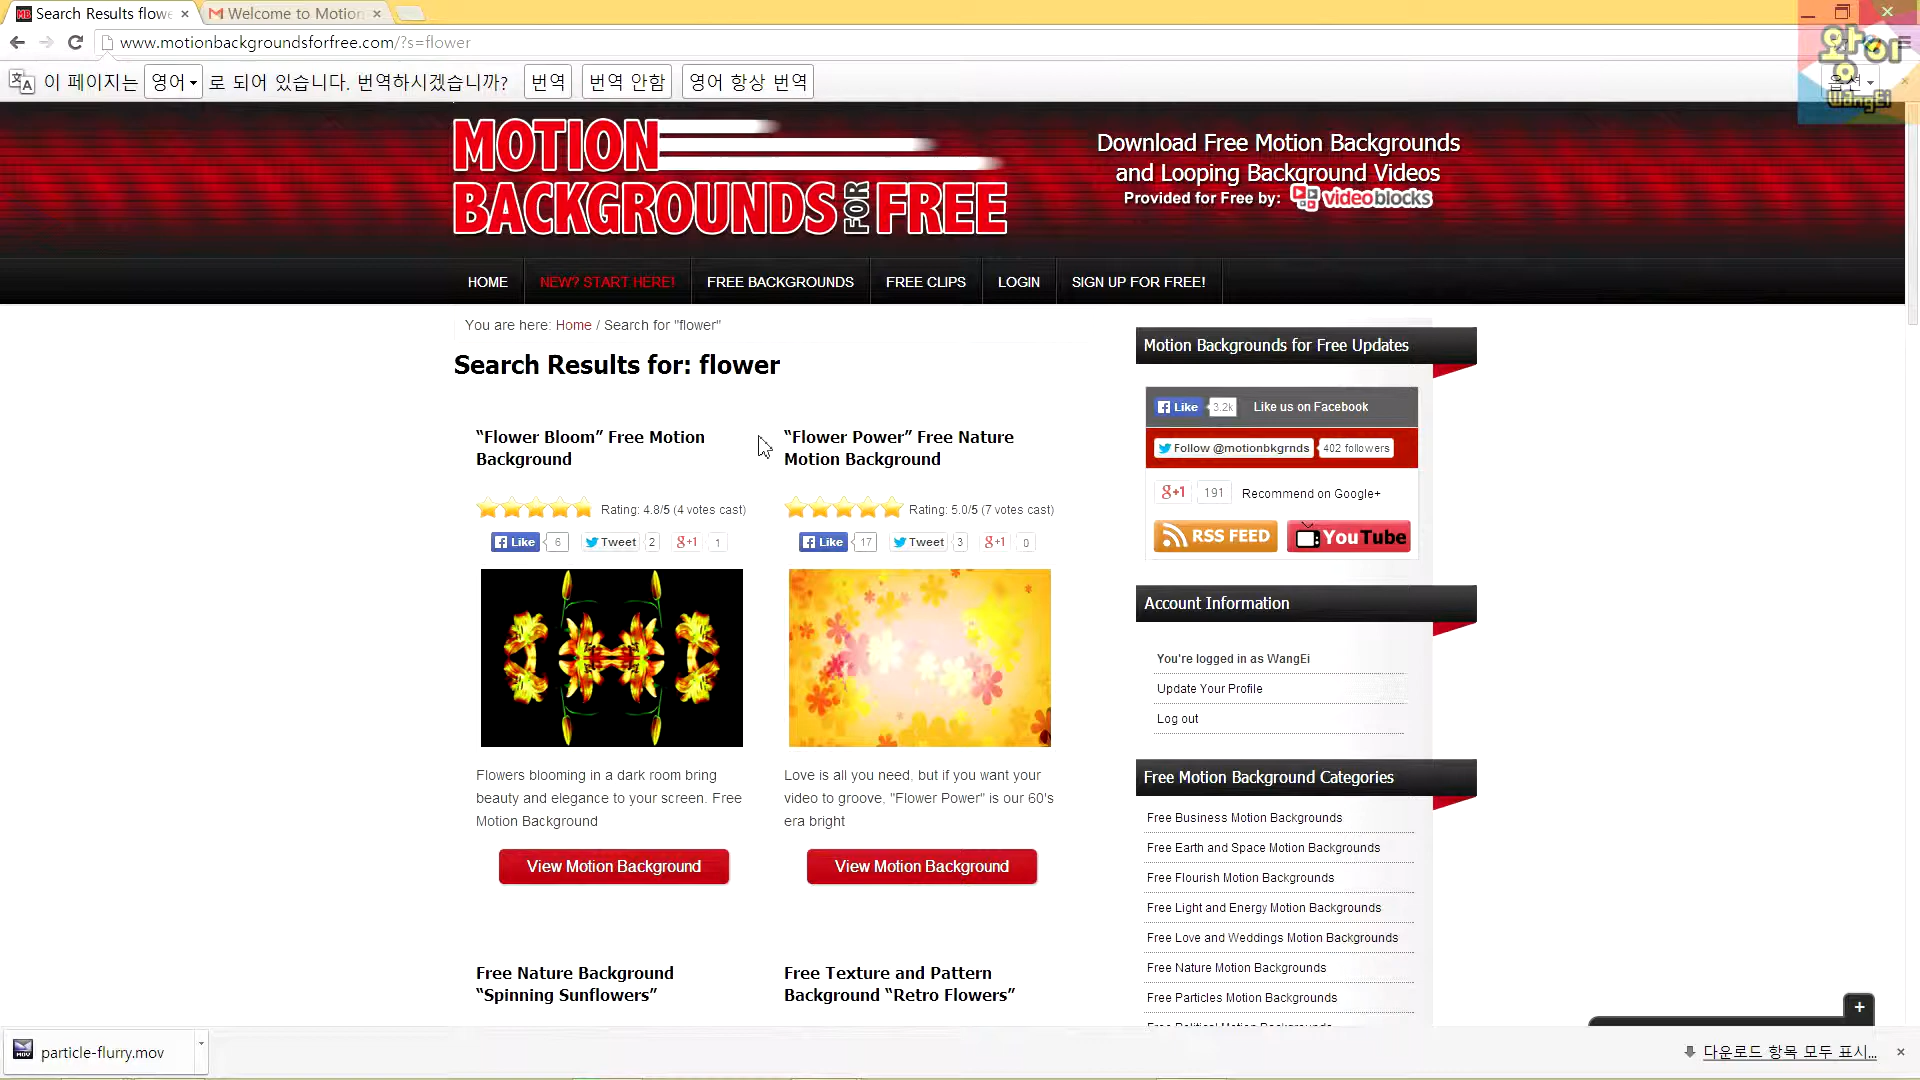 Search Results flowe
Welcome to Motion
www.motionbackgroundsforfree.com/?s=flower
이 페이지는 영어 로 되어 있습니다. 번역하시겠습니까? 번역 번역 안함 영어 항상 번역 옵션
왕이
WangEi
MOTION
BACKGROUNDS FOR FREE
Download Free Motion Backgrounds
and Looping Background Videos
Provided for Free by: videoblocks
HOME NEW? START HERE! FREE BACKGROUNDS FREE CLIPS LOGIN SIGN UP FOR FREE!
You are here: Home / Search for "flower"
Search Results for: flower
“Flower Bloom” Free Motion
Background
Rating: 4.8/5 (4 votes cast)
Like 6 Tweet 2 g+1 1
Flowers blooming in a dark room bring
beauty and elegance to your screen. Free
Motion Background
View Motion Background
“Flower Power” Free Nature
Motion Background
Rating: 5.0/5 (7 votes cast)
Like 17 Tweet 3 g+1 0
Love is all you need, but if you want your
video to groove, "Flower Power" is our 60's
era bright
View Motion Background
Free Nature Background
“Spinning Sunflowers”
Free Texture and Pattern
Background “Retro Flowers”
Motion Backgrounds for Free Updates
Like 3.2k Like us on Facebook
Follow @motionbkgrnds 402 followers
g+1 191 Recommend on Google+
RSS FEED YouTube
Account Information
You're logged in as WangEi
Update Your Profile
Log out
Free Motion Background Categories
Free Business Motion Backgrounds
Free Earth and Space Motion Backgrounds
Free Flourish Motion Backgrounds
Free Light and Energy Motion Backgrounds
Free Love and Weddings Motion Backgrounds
Free Nature Motion Backgrounds
Free Particles Motion Backgrounds
Free Political Motion Backgrounds
particle-flurry.mov
다운로드 항목 모두 표시...